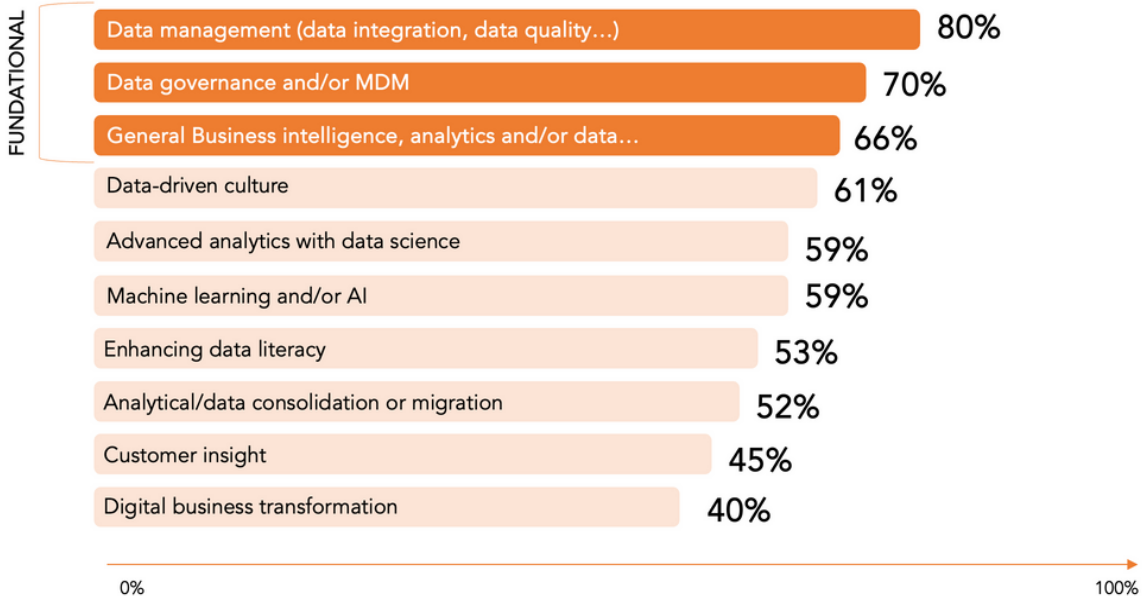 FUNDATIONAL
Data management (data integration, data quality…) 80%
Data governance and/or MDM 70%
General Business intelligence, analytics and/or data… 66%
Data-driven culture 61%
Advanced analytics with data science 59%
Machine learning and/or AI 59%
Enhancing data literacy 53%
Analytical/data consolidation or migration 52%
Customer insight 45%
Digital business transformation 40%
0% 100%